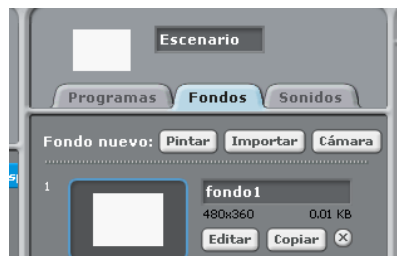 Escenario
Programas Fondos Sonidos
Fondo nuevo: Pintar Importar Cámara
1
fondo1
480x360 0.01 KB
Editar Copiar